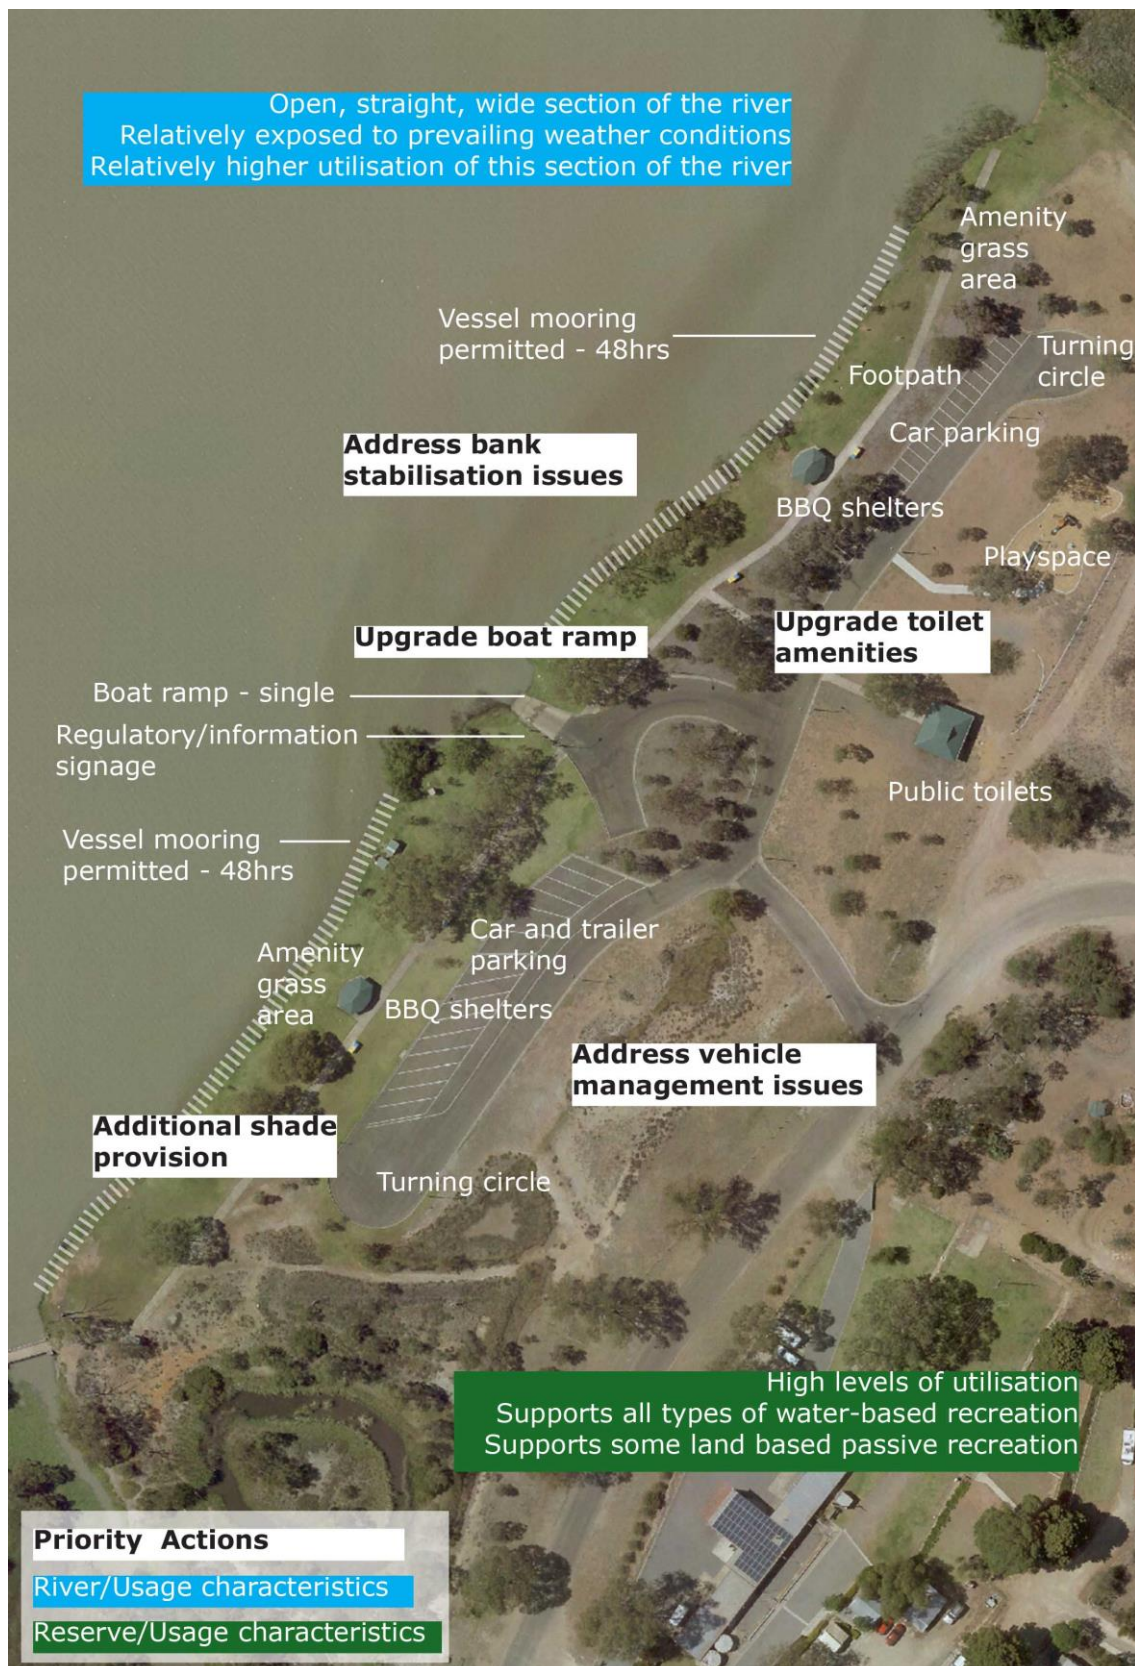 Open, straight, wide section of the river
Relatively exposed to prevailing weather conditions
Relatively higher utilisation of this section of the river
Amenity
grass
area
Vessel mooring
permitted - 48hrs
Turning
circle
Footpath
Car parking
Address bank
stabilisation issues
BBQ shelters
Playspace
Upgrade boat ramp
Upgrade toilet
amenities
Boat ramp - single
Regulatory/information
signage
Public toilets
Vessel mooring
permitted - 48hrs
Car and trailer
parking
Amenity
grass
area
BBQ shelters
Address vehicle
management issues
Additional shade
provision
Turning circle
High levels of utilisation
Supports all types of water-based recreation
Supports some land based passive recreation
Priority Actions
River/Usage characteristics
Reserve/Usage characteristics